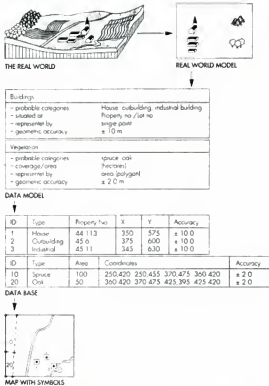 THE REAL WORLD
REAL WORLD MODEL
Buildings
- probable categories House, outbuilding, industrial building
- situated at Property no /lot no
- represented by single point
- geometric accuracy ± 10 m
Vegetation
- probable categories spruce oak
- coverage/area (hectares)
- represented by area (polygon)
- geometric accuracy ± 2.0 m
DATA MODEL
ID Type Property No X Y Accuracy
1 House 44 113 350 575 ± 10.0
2 Outbuilding 45 6 375 600 ± 10.0
3 Industrial 45 11 345 630 ± 10.0
ID Type Area Coordinates Accuracy
10 Spruce 100 250,420 250,455 370,475 360,420 ± 2.0
20 Oak 50 360,420 370,475 425,395 425,420 ± 2.0
DATA BASE
MAP WITH SYMBOLS